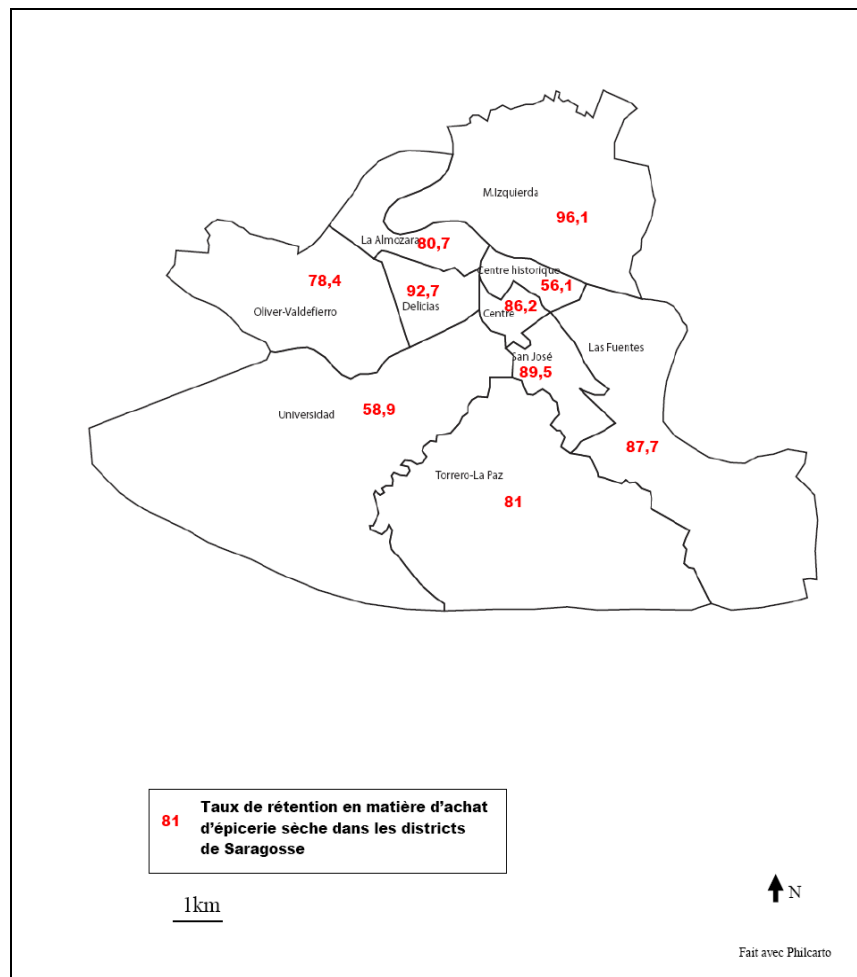 M.Izquierda
96,1
La Almozara
80,7
Centre historique
56,1
78,4
92,7
Delicias
86,2
Centre
Oliver-Valdefierro
Las Fuentes
San José
89,5
Universidad
58,9
87,7
Torrero-La Paz
81
81 Taux de rétention en matière d'achat
d'épicerie sèche dans les districts
de Saragosse
1km
N
Fait avec Philcarto